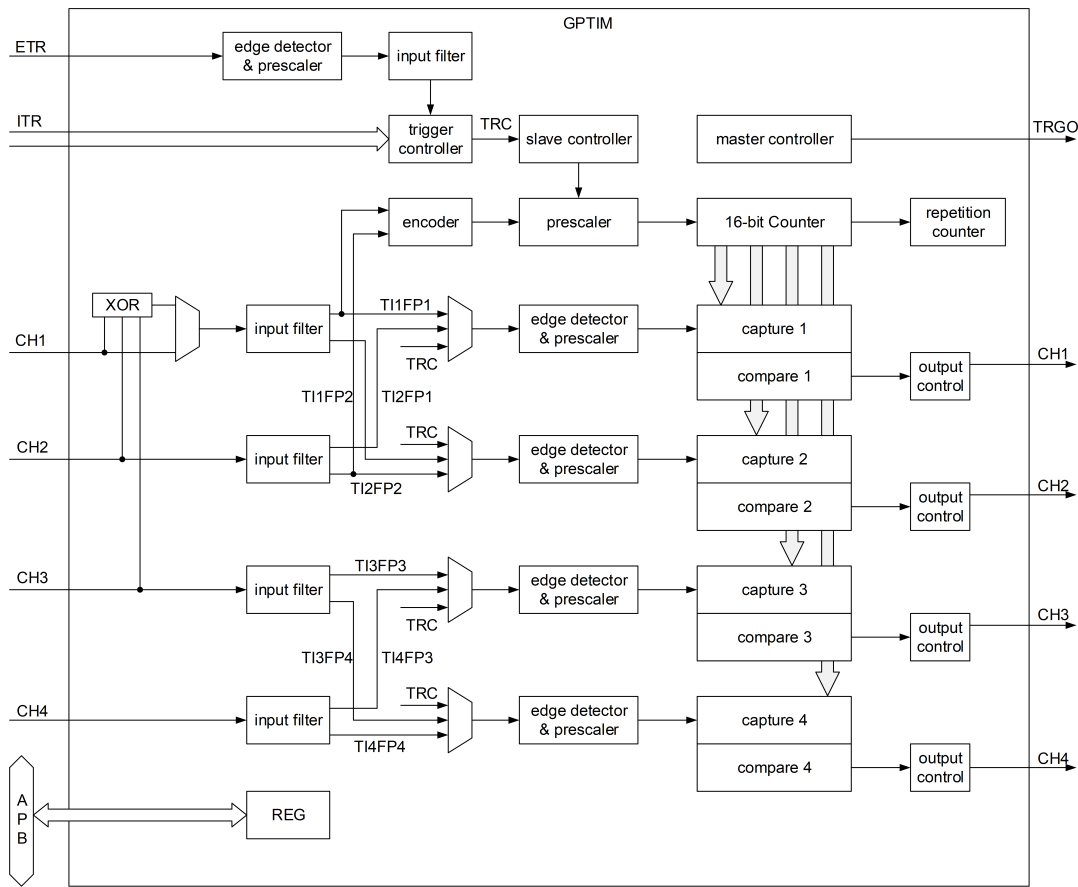 GPTIM
ETR
edge detector
& prescaler
input filter
ITR
trigger
controller
TRC
slave controller
master controller
TRGO
encoder
prescaler
16-bit Counter
repetition
counter
XOR
CH1
input filter
TI1FP1
TRC
edge detector
& prescaler
capture 1
compare 1
output
control
CH1
TI1FP2
TI2FP1
CH2
input filter
TRC
TI2FP2
edge detector
& prescaler
capture 2
compare 2
output
control
CH2
CH3
input filter
TI3FP3
TRC
edge detector
& prescaler
capture 3
compare 3
output
control
CH3
TI3FP4
TI4FP3
CH4
input filter
TRC
TI4FP4
edge detector
& prescaler
capture 4
compare 4
output
control
CH4
A
P
B
REG